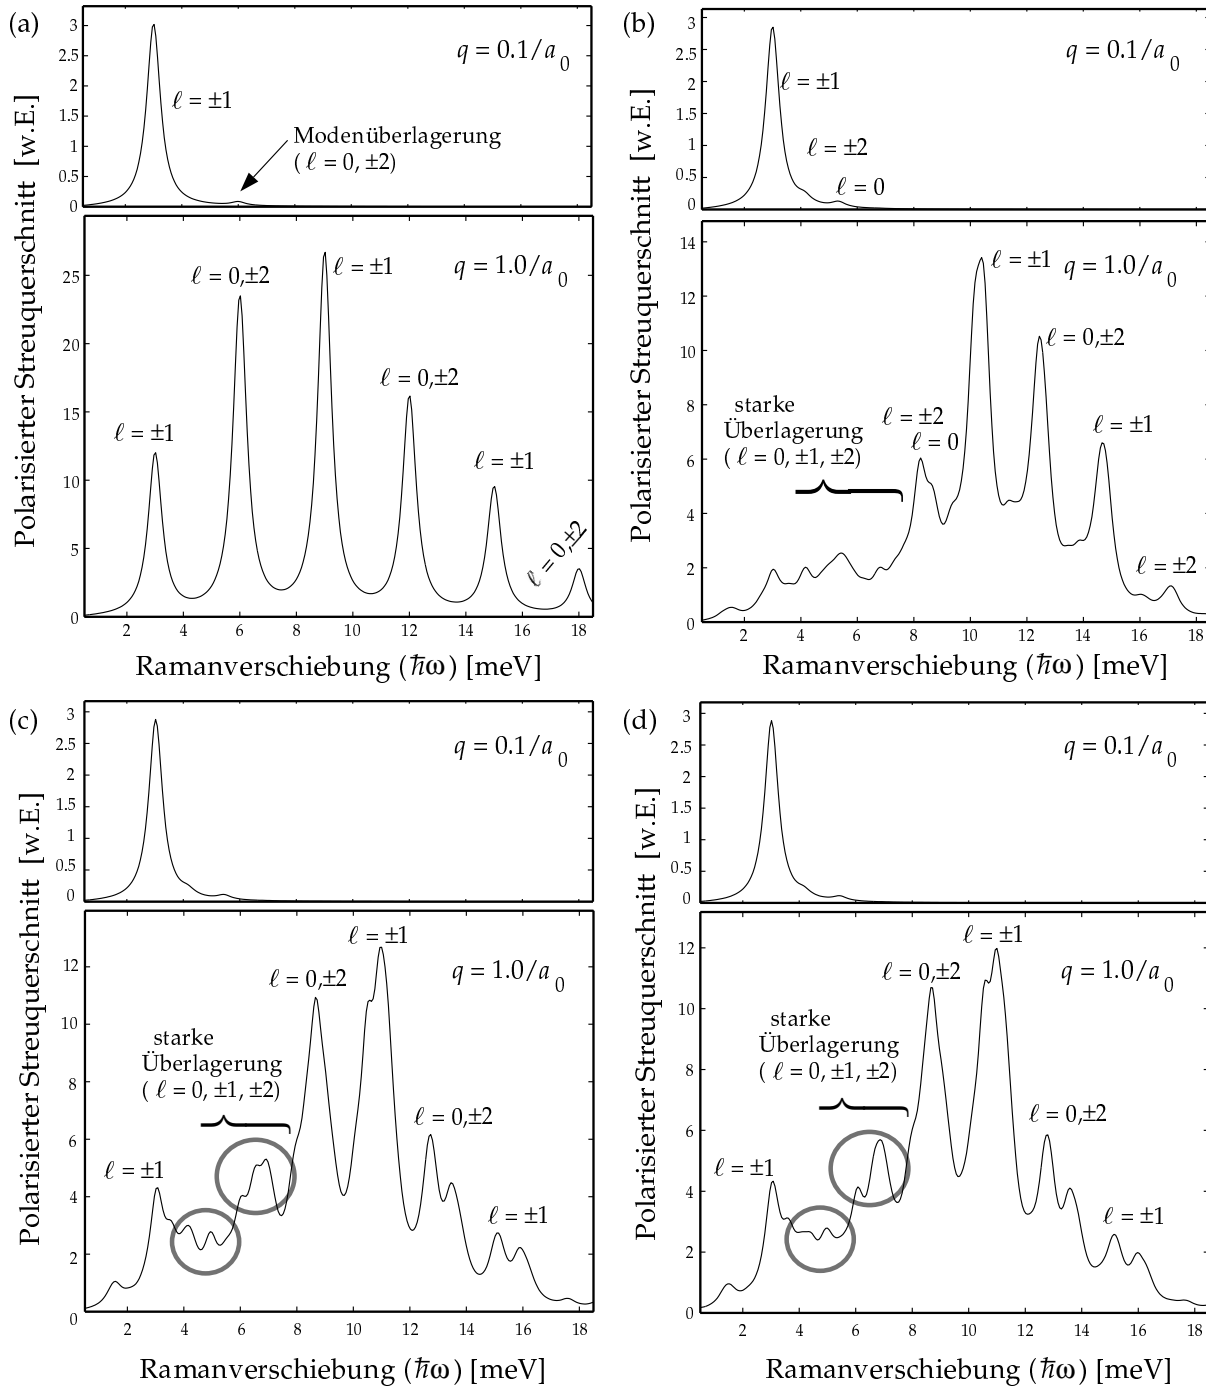 (a)
Polarisierter Streuquerschnitt [w.E.]
3
2.5
2
1.5
1
0.5
0
q = 0.1/a0
ℓ = ±1
Modenüberlagerung
( ℓ = 0, ±2)
25
20
15
10
5
0
q = 1.0/a0
ℓ = ±1
ℓ = 0,±2
ℓ = ±1
ℓ = 0,±2
ℓ = ±1
ℓ = 0,±2
2 4 6 8 10 12 14 16 18
Ramanverschiebung (ħω) [meV]
(b)
Polarisierter Streuquerschnitt [w.E.]
3
2.5
2
1.5
1
0.5
0
q = 0.1/a0
ℓ = ±1
ℓ = ±2
ℓ = 0
14
12
10
8
6
4
2
0
ℓ = ±1 q = 1.0/a0
ℓ = 0,±2
starke
Überlagerung
( ℓ = 0, ±1, ±2)
ℓ = ±2
ℓ = 0
ℓ = ±1
ℓ = ±2
2 4 6 8 10 12 14 16 18
Ramanverschiebung (ħω) [meV]
(c)
Polarisierter Streuquerschnitt [w.E.]
3
2.5
2
1.5
1
0.5
0
q = 0.1/a0
12
10
8
6
4
2
0
ℓ = ±1
ℓ = 0,±2
q = 1.0/a0
starke
Überlagerung
( ℓ = 0, ±1, ±2)
ℓ = ±1
ℓ = 0,±2
ℓ = ±1
2 4 6 8 10 12 14 16 18
Ramanverschiebung (ħω) [meV]
(d)
Polarisierter Streuquerschnitt [w.E.]
3
2.5
2
1.5
1
0.5
0
q = 0.1/a0
12
10
8
6
4
2
0
ℓ = ±1
ℓ = 0,±2
q = 1.0/a0
starke
Überlagerung
( ℓ = 0, ±1, ±2)
ℓ = ±1
ℓ = 0,±2
ℓ = ±1
2 4 6 8 10 12 14 16 18
Ramanverschiebung (ħω) [meV]